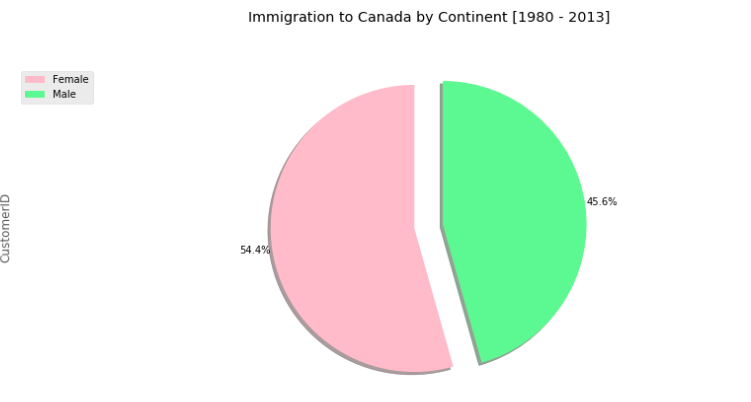 Immigration to Canada by Continent [1980 - 2013]
Female
Male
45.6%
CustomerID
54.4%